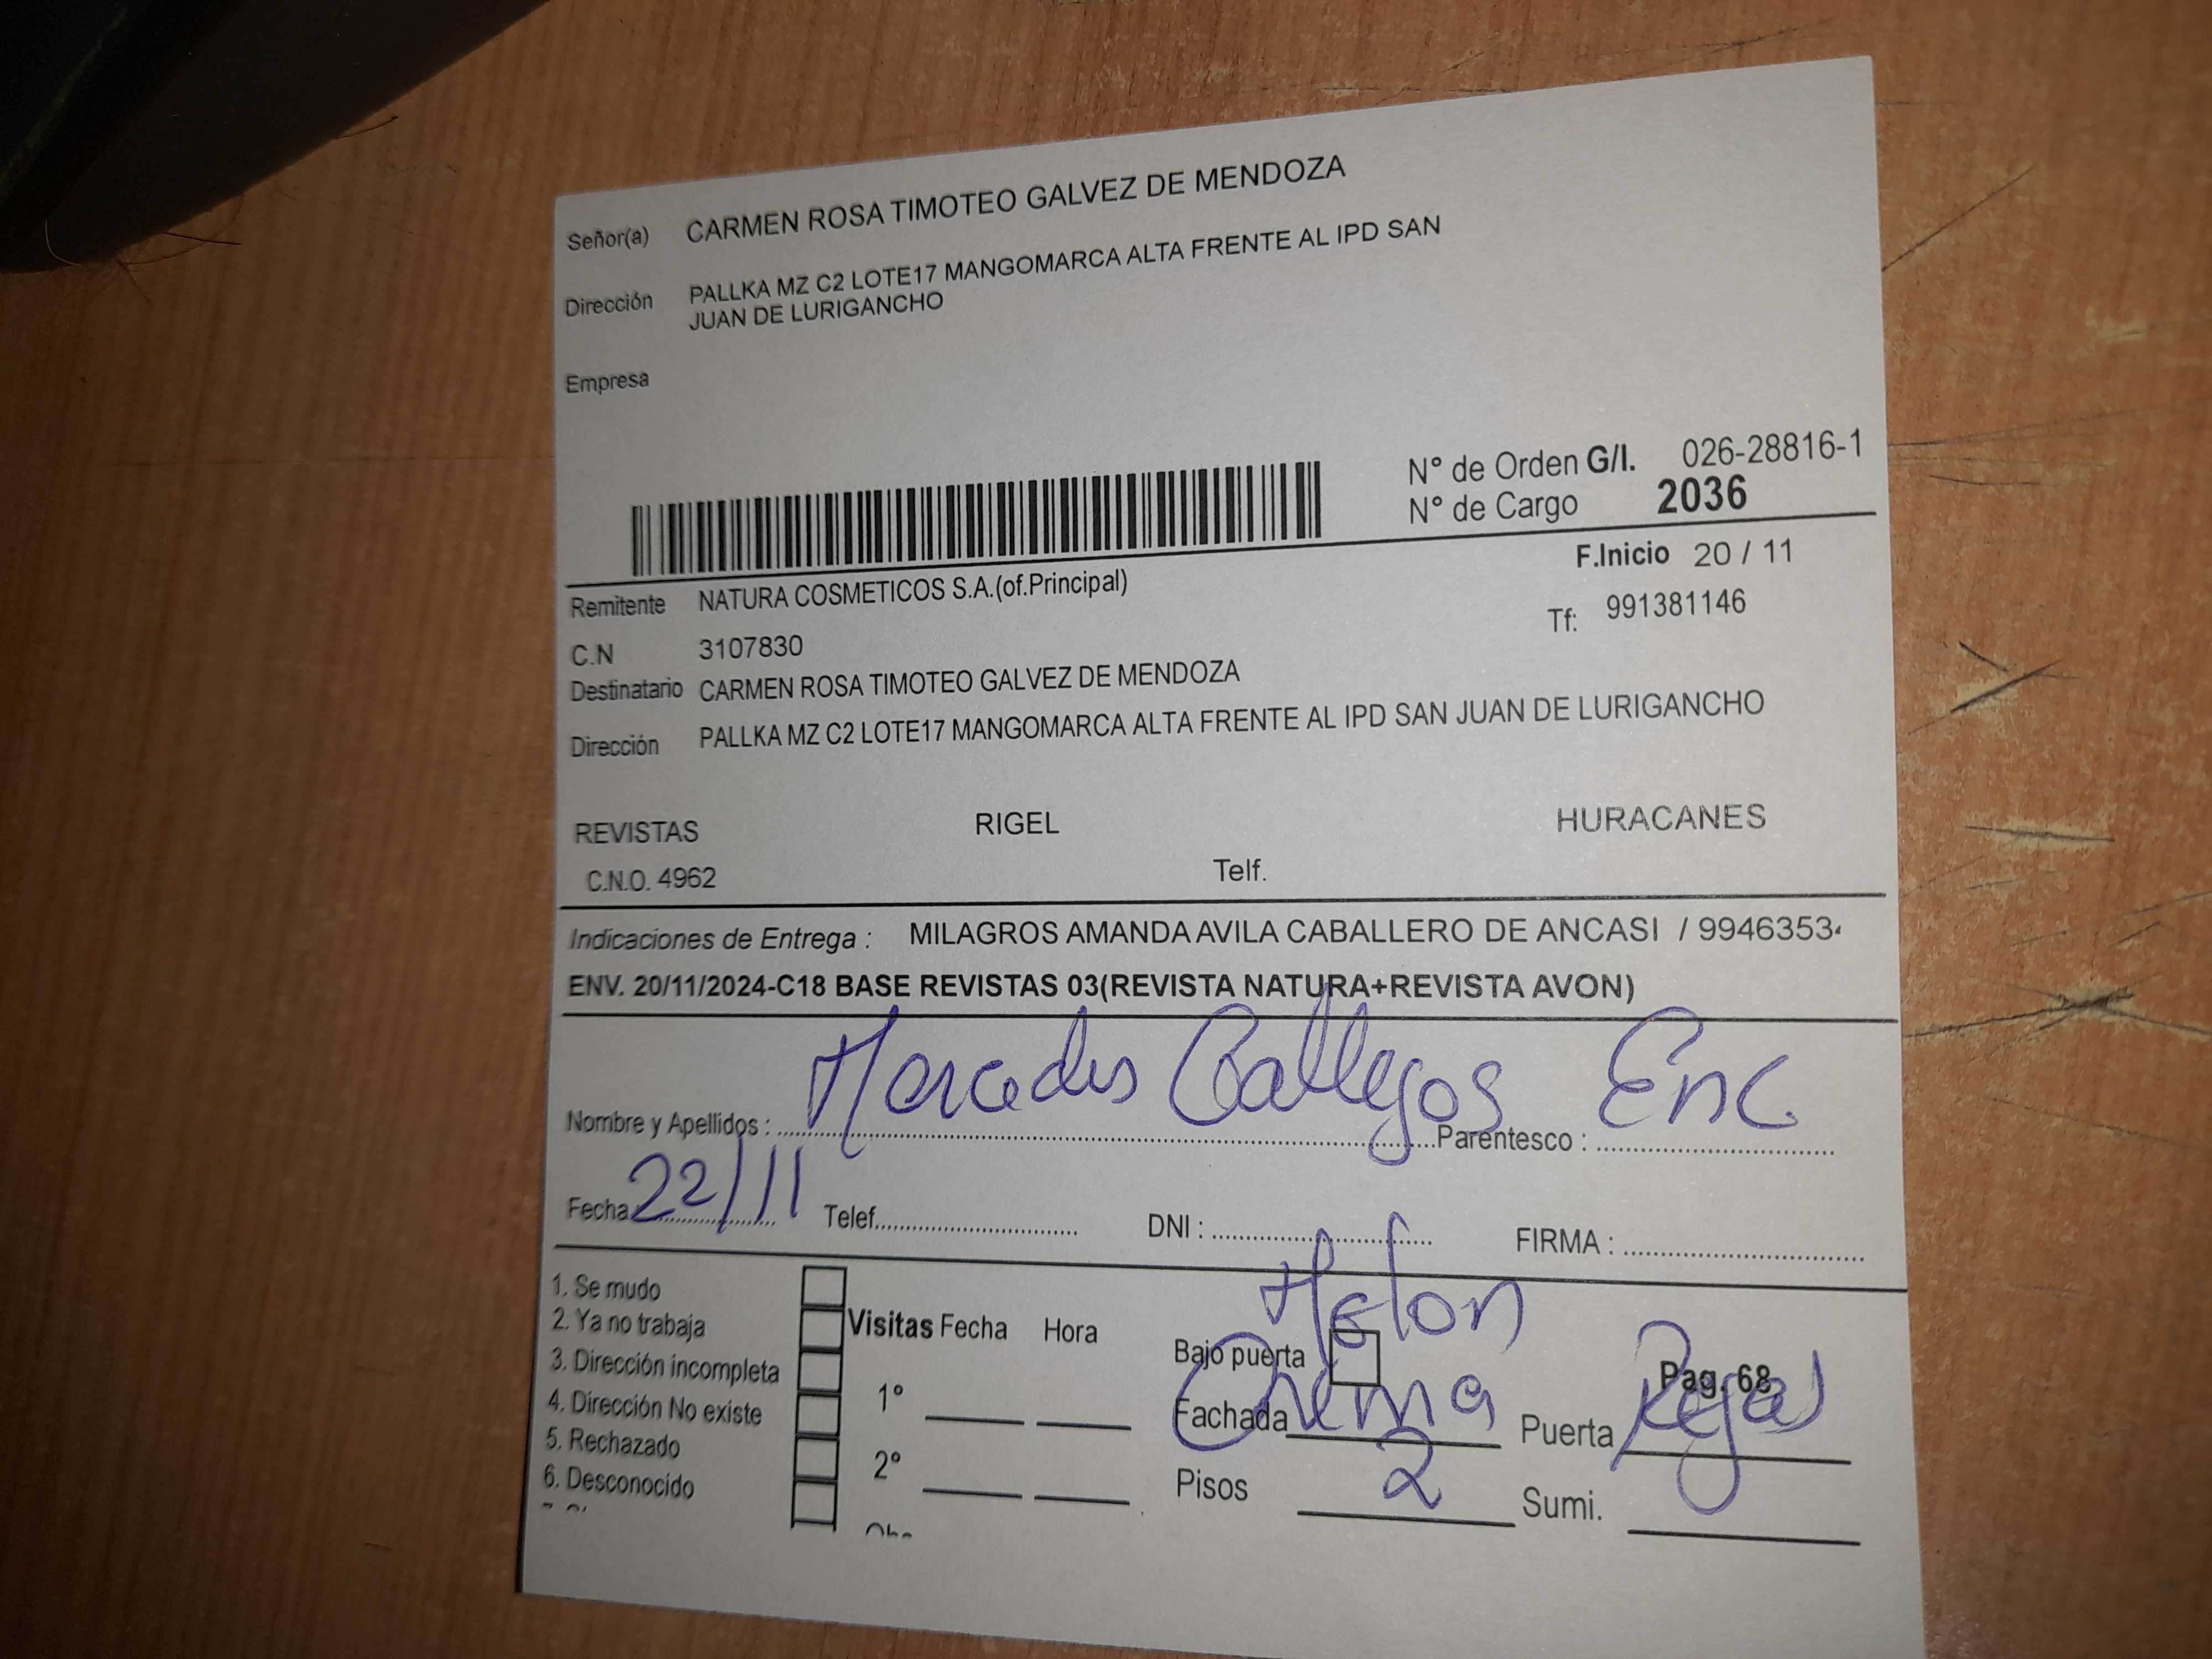 Señor(a) CARMEN ROSA TIMOTEO GALVEZ DE MENDOZA
Dirección PALLKA MZ C2 LOTE17 MANGOMARCA ALTA FRENTE AL IPD SAN
JUAN DE LURIGANCHO
Empresa
N° de Orden G/I. 026-28816-1
N° de Cargo 2036
F.Inicio 20 / 11
Remitente NATURA COSMETICOS S.A.(of.Principal)
Tf: 991381146
C.N 3107830
Destinatario CARMEN ROSA TIMOTEO GALVEZ DE MENDOZA
Dirección PALLKA MZ C2 LOTE17 MANGOMARCA ALTA FRENTE AL IPD SAN JUAN DE LURIGANCHO
REVISTAS RIGEL HURACANES
C.N.O. 4962 Telf.
Indicaciones de Entrega : MILAGROS AMANDA AVILA CABALLERO DE ANCASI / 9946353
ENV. 20/11/2024-C18 BASE REVISTAS 03(REVISTA NATURA+REVISTA AVON)
Nombre y Apellidos : Mercedes Gallegos Parentesco : Enc.
Fecha 22/11 Telef. DNI : FIRMA :
1. Se mudo
2. Ya no trabaja
3. Dirección incompleta
4. Dirección No existe
5. Rechazado
6. Desconocido
Visitas Fecha Hora
1°
2°
Melon
Bajo puerta
Pag. 68
Fachada Crema Puerta Reja
Pisos 2 Sumi.